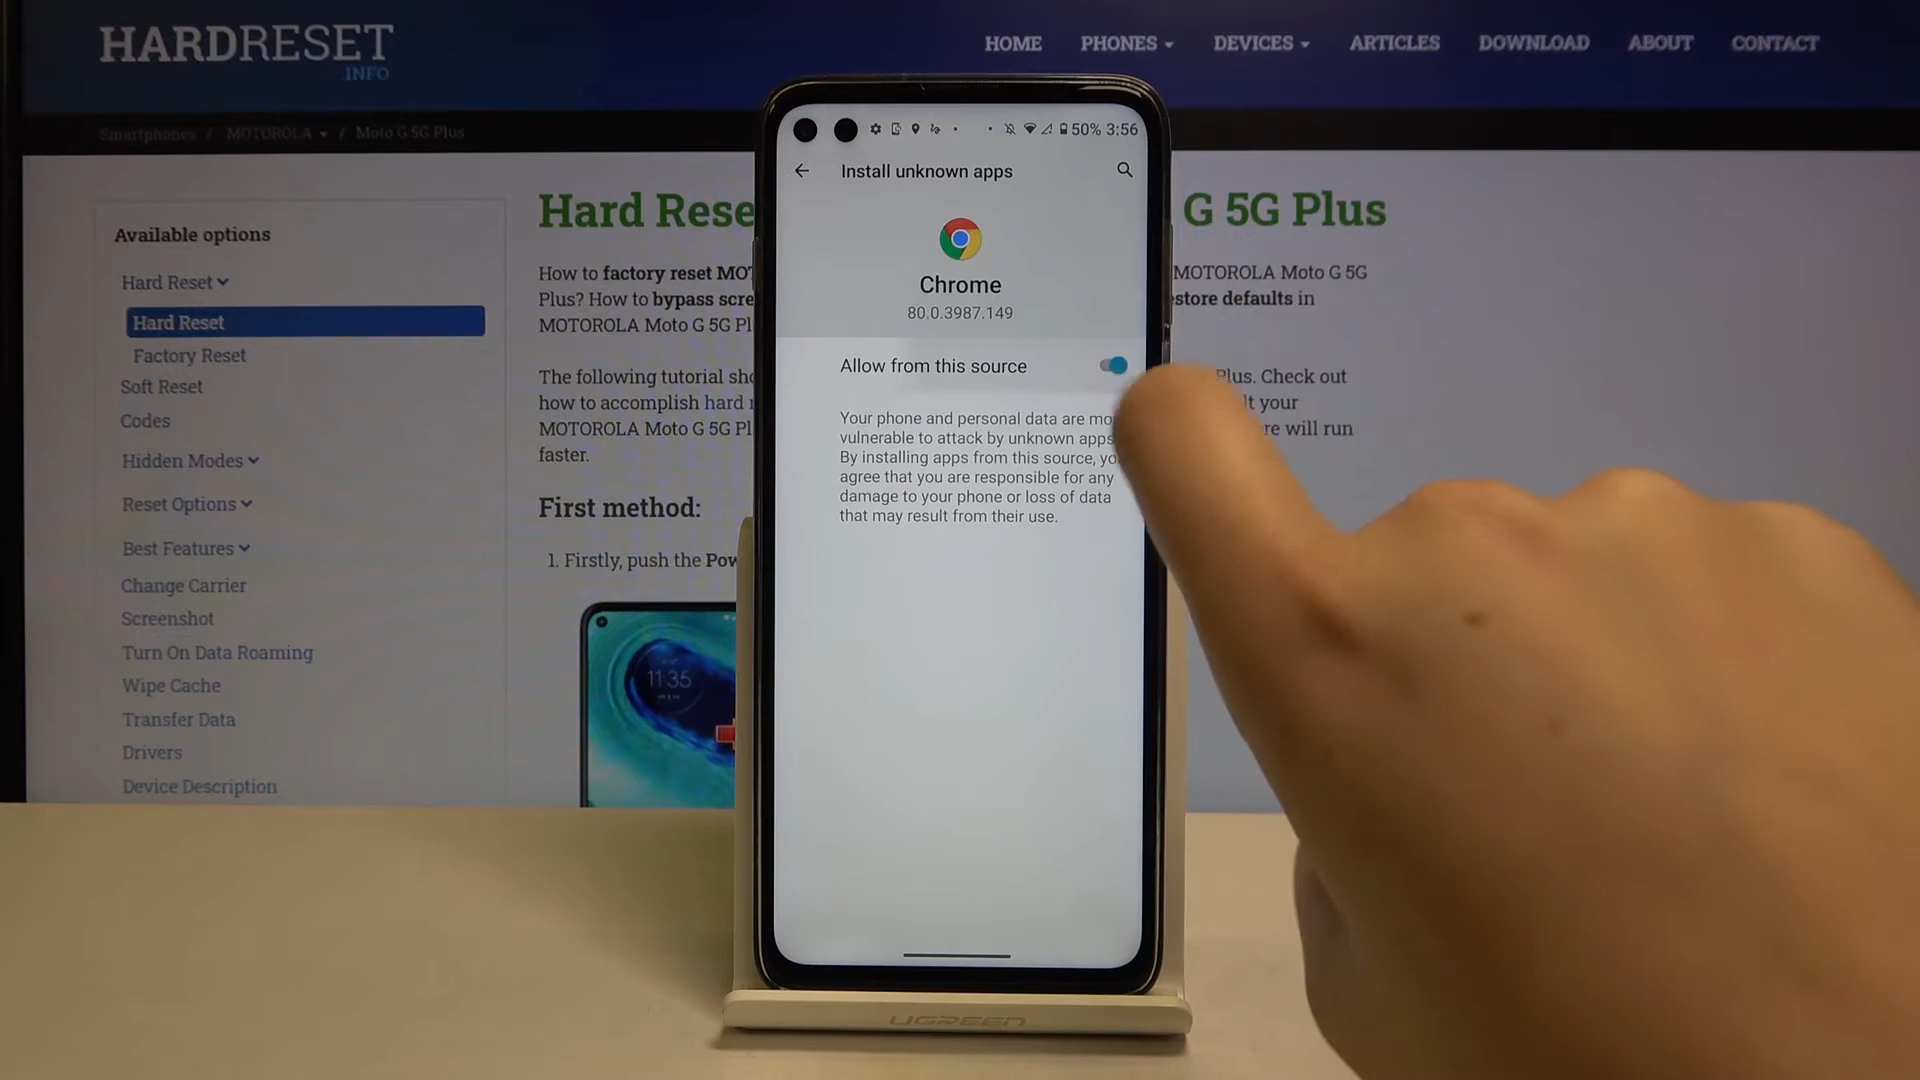 HARDRESET
.INFO
HOME PHONES DEVICES ARTICLES DOWNLOAD ABOUT CONTACT
Smartphones / MOTOROLA / Moto G 5G Plus
Available options
Hard Reset
Hard Reset
Factory Reset
Soft Reset
Codes
Hidden Modes
Reset Options
Best Features
Change Carrier
Screenshot
Turn On Data Roaming
Wipe Cache
Transfer Data
Drivers
Device Description
Hard Rese G 5G Plus
How to factory reset MO MOTOROLA Moto G 5G
Plus? How to bypass scre store defaults in
MOTOROLA Moto G 5G Pl
The following tutorial sho Plus. Check out
how to accomplish hard lt your
MOTOROLA Moto G 5G Pl re will run
faster.
First method:
1. Firstly, push the Pow
11:35
50% 3:56
Install unknown apps
Chrome
80.0.3987.149
Allow from this source
Your phone and personal data are mo
vulnerable to attack by unknown apps
By installing apps from this source, yo
agree that you are responsible for any
damage to your phone or loss of data
that may result from their use.
UGREEN